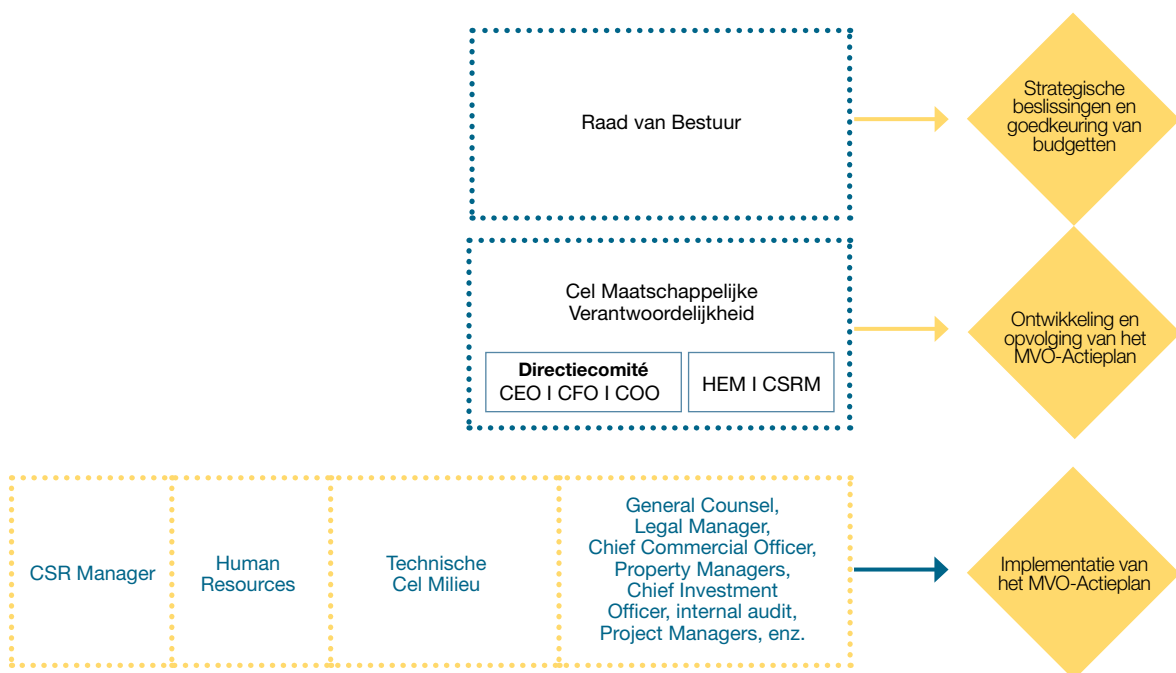 Raad van Bestuur
Strategische
beslissingen en
goedkeuring van
budgetten
Cel Maatschappelijke
Verantwoordelijkheid
Directiecomité
CEO I CFO I COO
HEM I CSRM
Ontwikkeling en
opvolging van het
MVO-Actieplan
CSR Manager
Human
Resources
Technische
Cel Milieu
General Counsel,
Legal Manager,
Chief Commercial Officer,
Property Managers,
Chief Investment
Officer, internal audit,
Project Managers, enz.
Implementatie van
het MVO-Actieplan